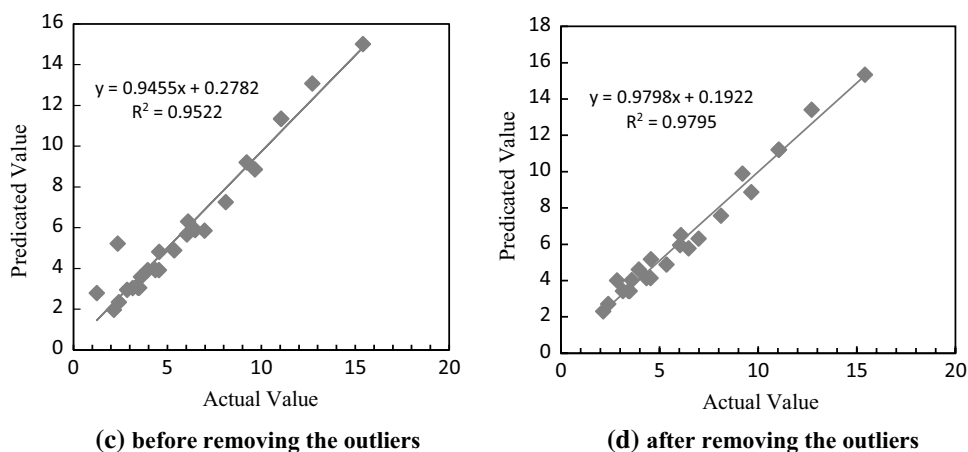 16
14
12
10
8
6
4
2
0
Predicated Value
y = 0.9455x + 0.2782
R² = 0.9522
0 5 10 15 20
Actual Value
(c) before removing the outliers
18
16
14
12
10
8
6
4
2
0
Predicated Value
y = 0.9798x + 0.1922
R² = 0.9795
0 5 10 15 20
Actual Value
(d) after removing the outliers